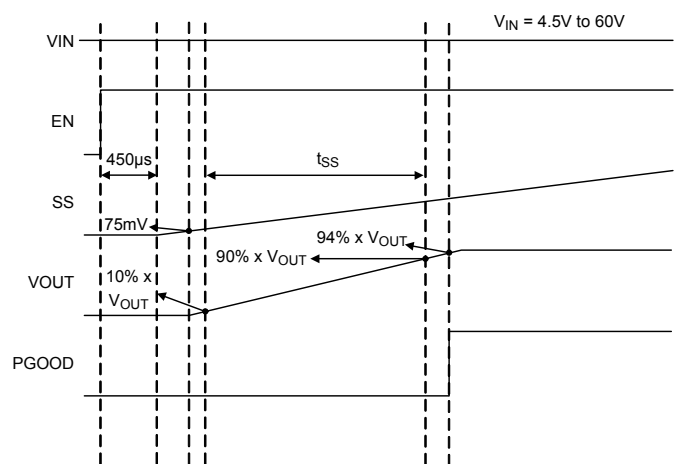 V_IN = 4.5V to 60V
VIN
EN
450µs
t_SS
SS
75mV
94% x V_OUT
90% x V_OUT
10% x
V_OUT
VOUT
PGOOD